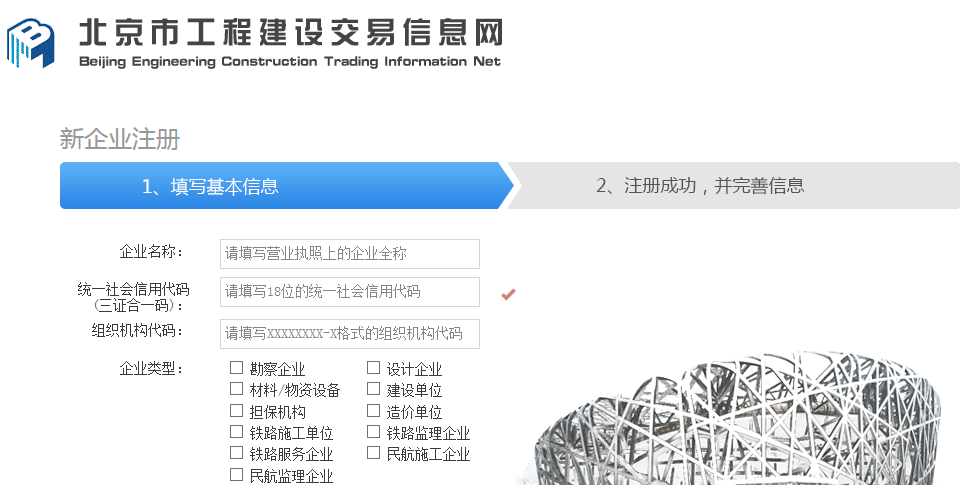 北京市工程建设交易信息网
Beijing Engineering Construction Trading Information Net
新企业注册
1、填写基本信息 2、注册成功，并完善信息
企业名称： 请填写营业执照上的企业全称
统一社会信用代码 请填写18位的统一社会信用代码
(三证合一码)：
组织机构代码： 请填写XXXXXXXX-X格式的组织机构代码
企业类型： 勘察企业 设计企业
材料/物资设备 建设单位
担保机构 造价单位
铁路施工单位 铁路监理企业
铁路服务企业 民航施工企业
民航监理企业